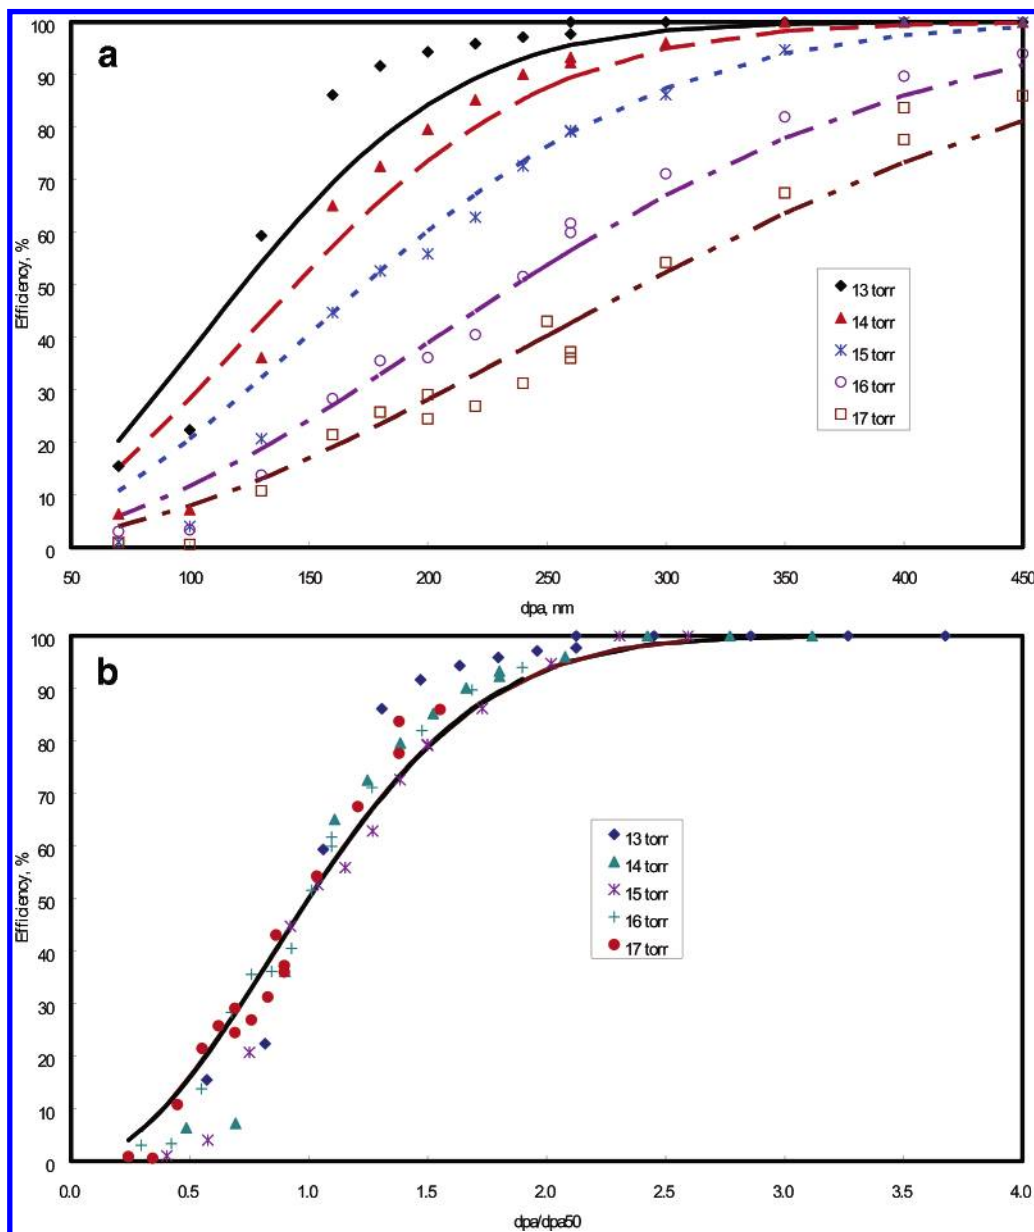 a
100
90
80
70
60
50
40
30
20
10
0
Efficiency, %
13 torr
14 torr
15 torr
16 torr
17 torr
50 100 150 200 250 300 350 400 450
dpa, nm
b
100
90
80
70
60
50
40
30
20
10
0
Efficiency, %
13 torr
14 torr
15 torr
16 torr
17 torr
0.0 0.5 1.0 1.5 2.0 2.5 3.0 3.5 4.0
dpa/dpa50